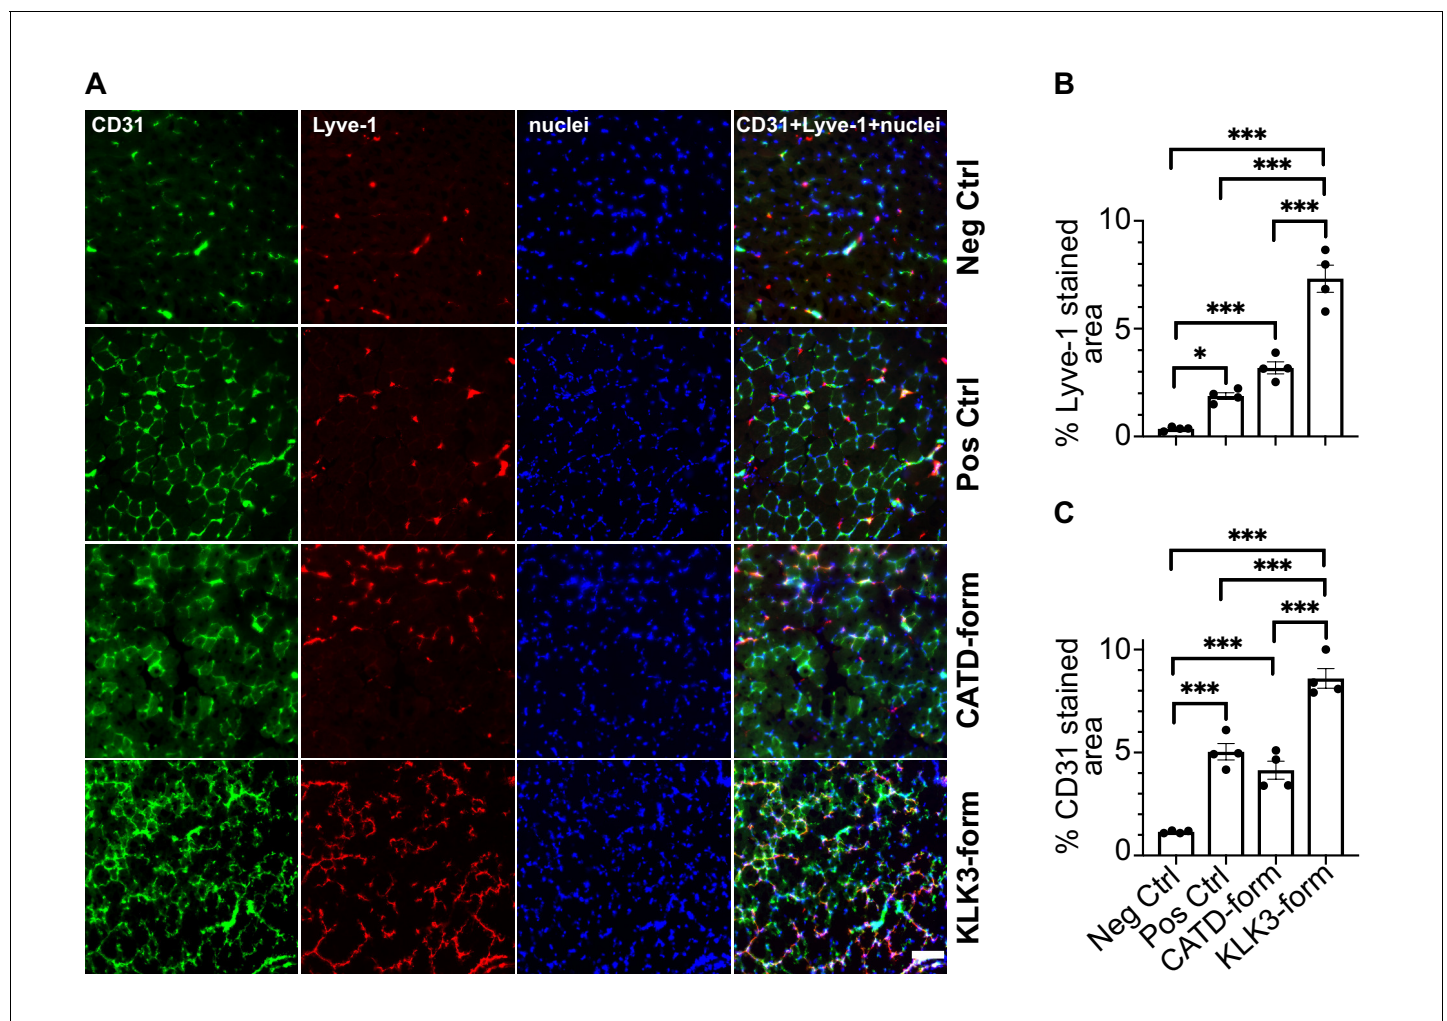 A
CD31
Lyve-1
nuclei
CD31+Lyve-1+nuclei
Neg Ctrl
Pos Ctrl
CATD-form
KLK3-form
B
***
***
***
***
*
% Lyve-1 stained
area
10
5
0
C
***
***
***
***
***
% CD31 stained
area
10
5
0
Neg Ctrl
Pos Ctrl
CATD-form
KLK3-form